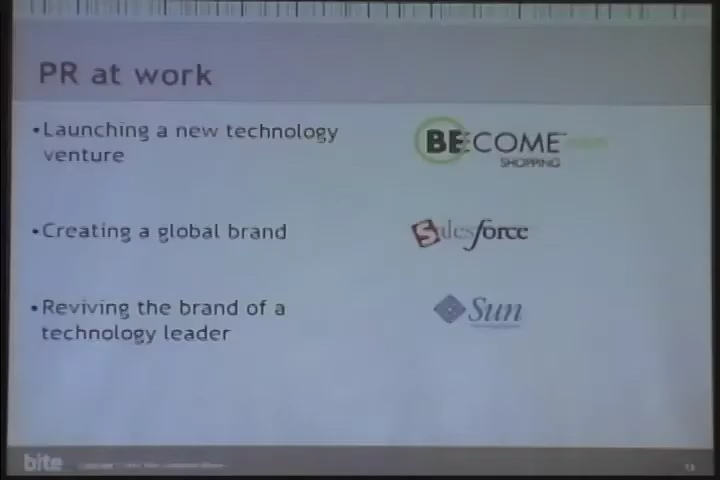 PR at work
•Launching a new technology
venture
BECOME
SHOPPING
•Creating a global brand
Salesforce
•Reviving the brand of a
technology leader
Sun
bite